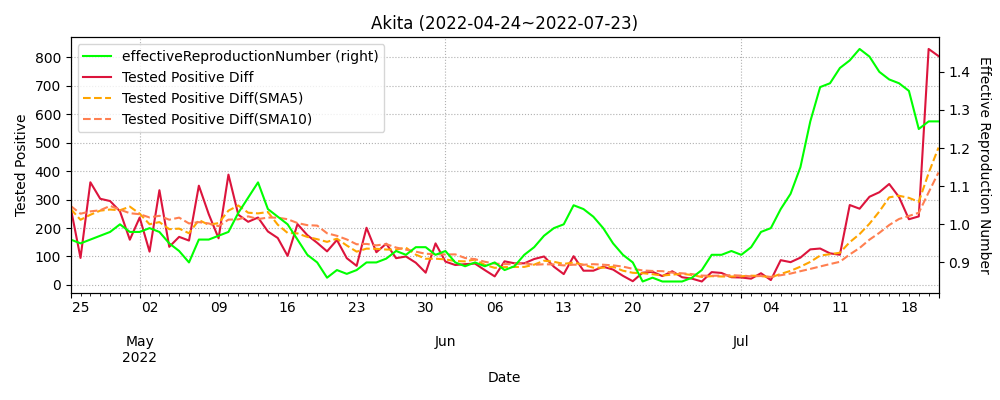 Akita (2022-04-24~2022-07-23)
effectiveReproductionNumber (right)
Tested Positive Diff
Tested Positive Diff(SMA5)
Tested Positive Diff(SMA10)
Tested Positive
800
700
600
500
400
300
200
100
0
Effective Reproduction Number
1.4
1.3
1.2
1.1
1.0
0.9
25 02 09 16 23 30 06 13 20 27 04 11 18
May Jun Jul
2022
Date